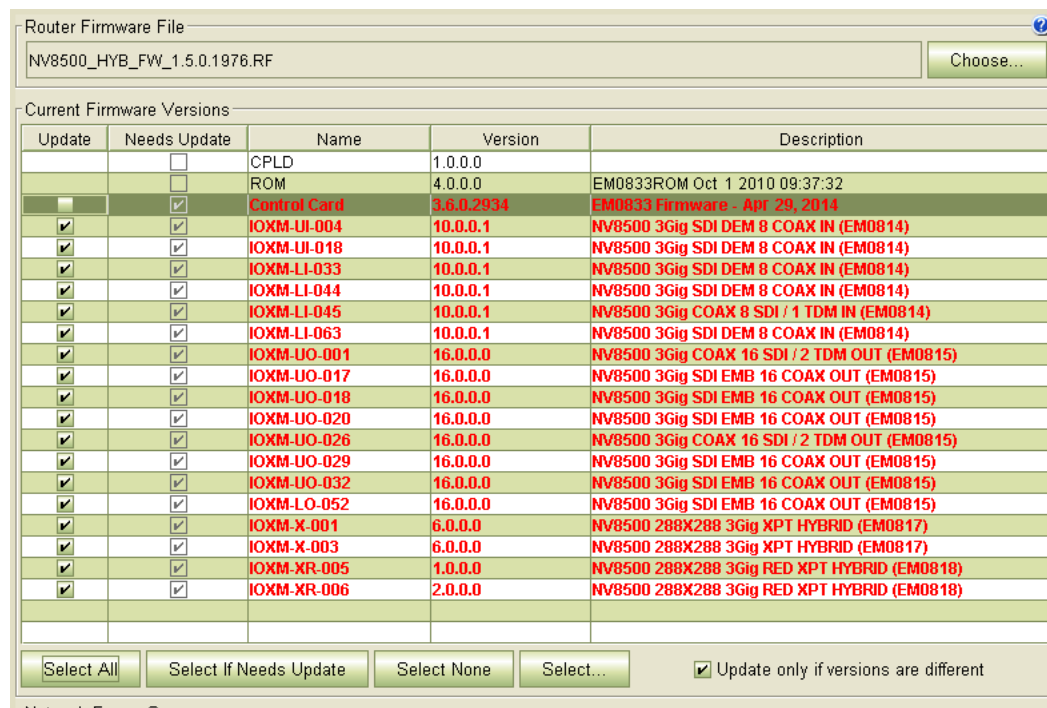 Router Firmware File
NV8500_HYB_FW_1.5.0.1976.RF
Choose...
Current Firmware Versions
Update Needs Update Name Version Description
CPLD 1.0.0.0
ROM 4.0.0.0 EM0833ROM Oct 1 2010 09:37:32
Control Card 3.6.0.2934 EM0833 Firmware - Apr 29, 2014
IOXM-UI-004 10.0.0.1 NV8500 3Gig SDI DEM 8 COAX IN (EM0814)
IOXM-UI-018 10.0.0.1 NV8500 3Gig SDI DEM 8 COAX IN (EM0814)
IOXM-LI-033 10.0.0.1 NV8500 3Gig SDI DEM 8 COAX IN (EM0814)
IOXM-LI-044 10.0.0.1 NV8500 3Gig SDI DEM 8 COAX IN (EM0814)
IOXM-LI-045 10.0.0.1 NV8500 3Gig COAX 8 SDI / 1 TDM IN (EM0814)
IOXM-LI-063 10.0.0.1 NV8500 3Gig SDI DEM 8 COAX IN (EM0814)
IOXM-UO-001 16.0.0.0 NV8500 3Gig COAX 16 SDI / 2 TDM OUT (EM0815)
IOXM-UO-017 16.0.0.0 NV8500 3Gig SDI EMB 16 COAX OUT (EM0815)
IOXM-UO-018 16.0.0.0 NV8500 3Gig SDI EMB 16 COAX OUT (EM0815)
IOXM-UO-020 16.0.0.0 NV8500 3Gig SDI EMB 16 COAX OUT (EM0815)
IOXM-UO-026 16.0.0.0 NV8500 3Gig COAX 16 SDI / 2 TDM OUT (EM0815)
IOXM-UO-029 16.0.0.0 NV8500 3Gig SDI EMB 16 COAX OUT (EM0815)
IOXM-UO-032 16.0.0.0 NV8500 3Gig SDI EMB 16 COAX OUT (EM0815)
IOXM-LO-052 16.0.0.0 NV8500 3Gig SDI EMB 16 COAX OUT (EM0815)
IOXM-X-001 6.0.0.0 NV8500 288X288 3Gig XPT HYBRID (EM0817)
IOXM-X-003 6.0.0.0 NV8500 288X288 3Gig XPT HYBRID (EM0817)
IOXM-XR-005 1.0.0.0 NV8500 288X288 3Gig RED XPT HYBRID (EM0818)
IOXM-XR-006 2.0.0.0 NV8500 288X288 3Gig RED XPT HYBRID (EM0818)
Select All Select If Needs Update Select None Select... Update only if versions are different